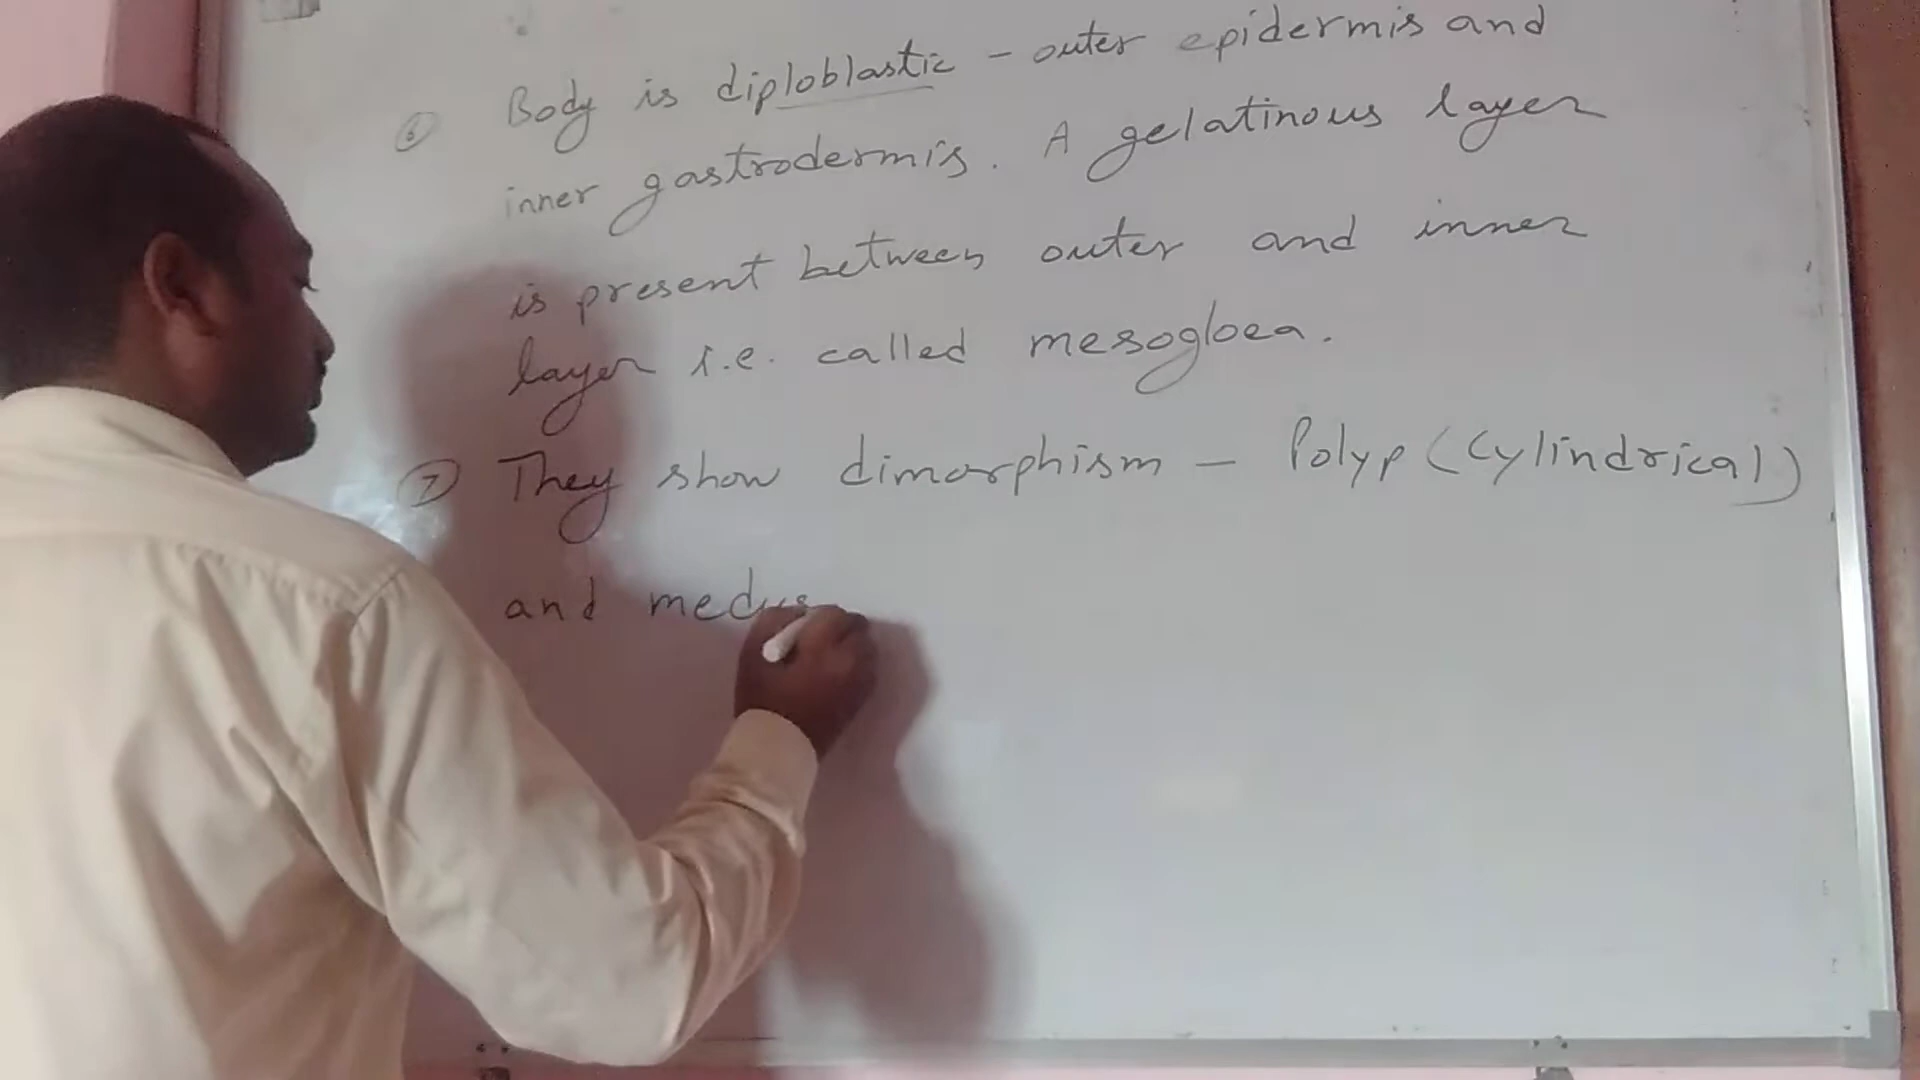 ⑥ Body is diploblastic - outer epidermis and
inner gastrodermis. A gelatinous layer
is present between outer and inner
layer i.e. called mesogloea.
⑦ They show dimorphism - Polyp (Cylindrical)
and medus